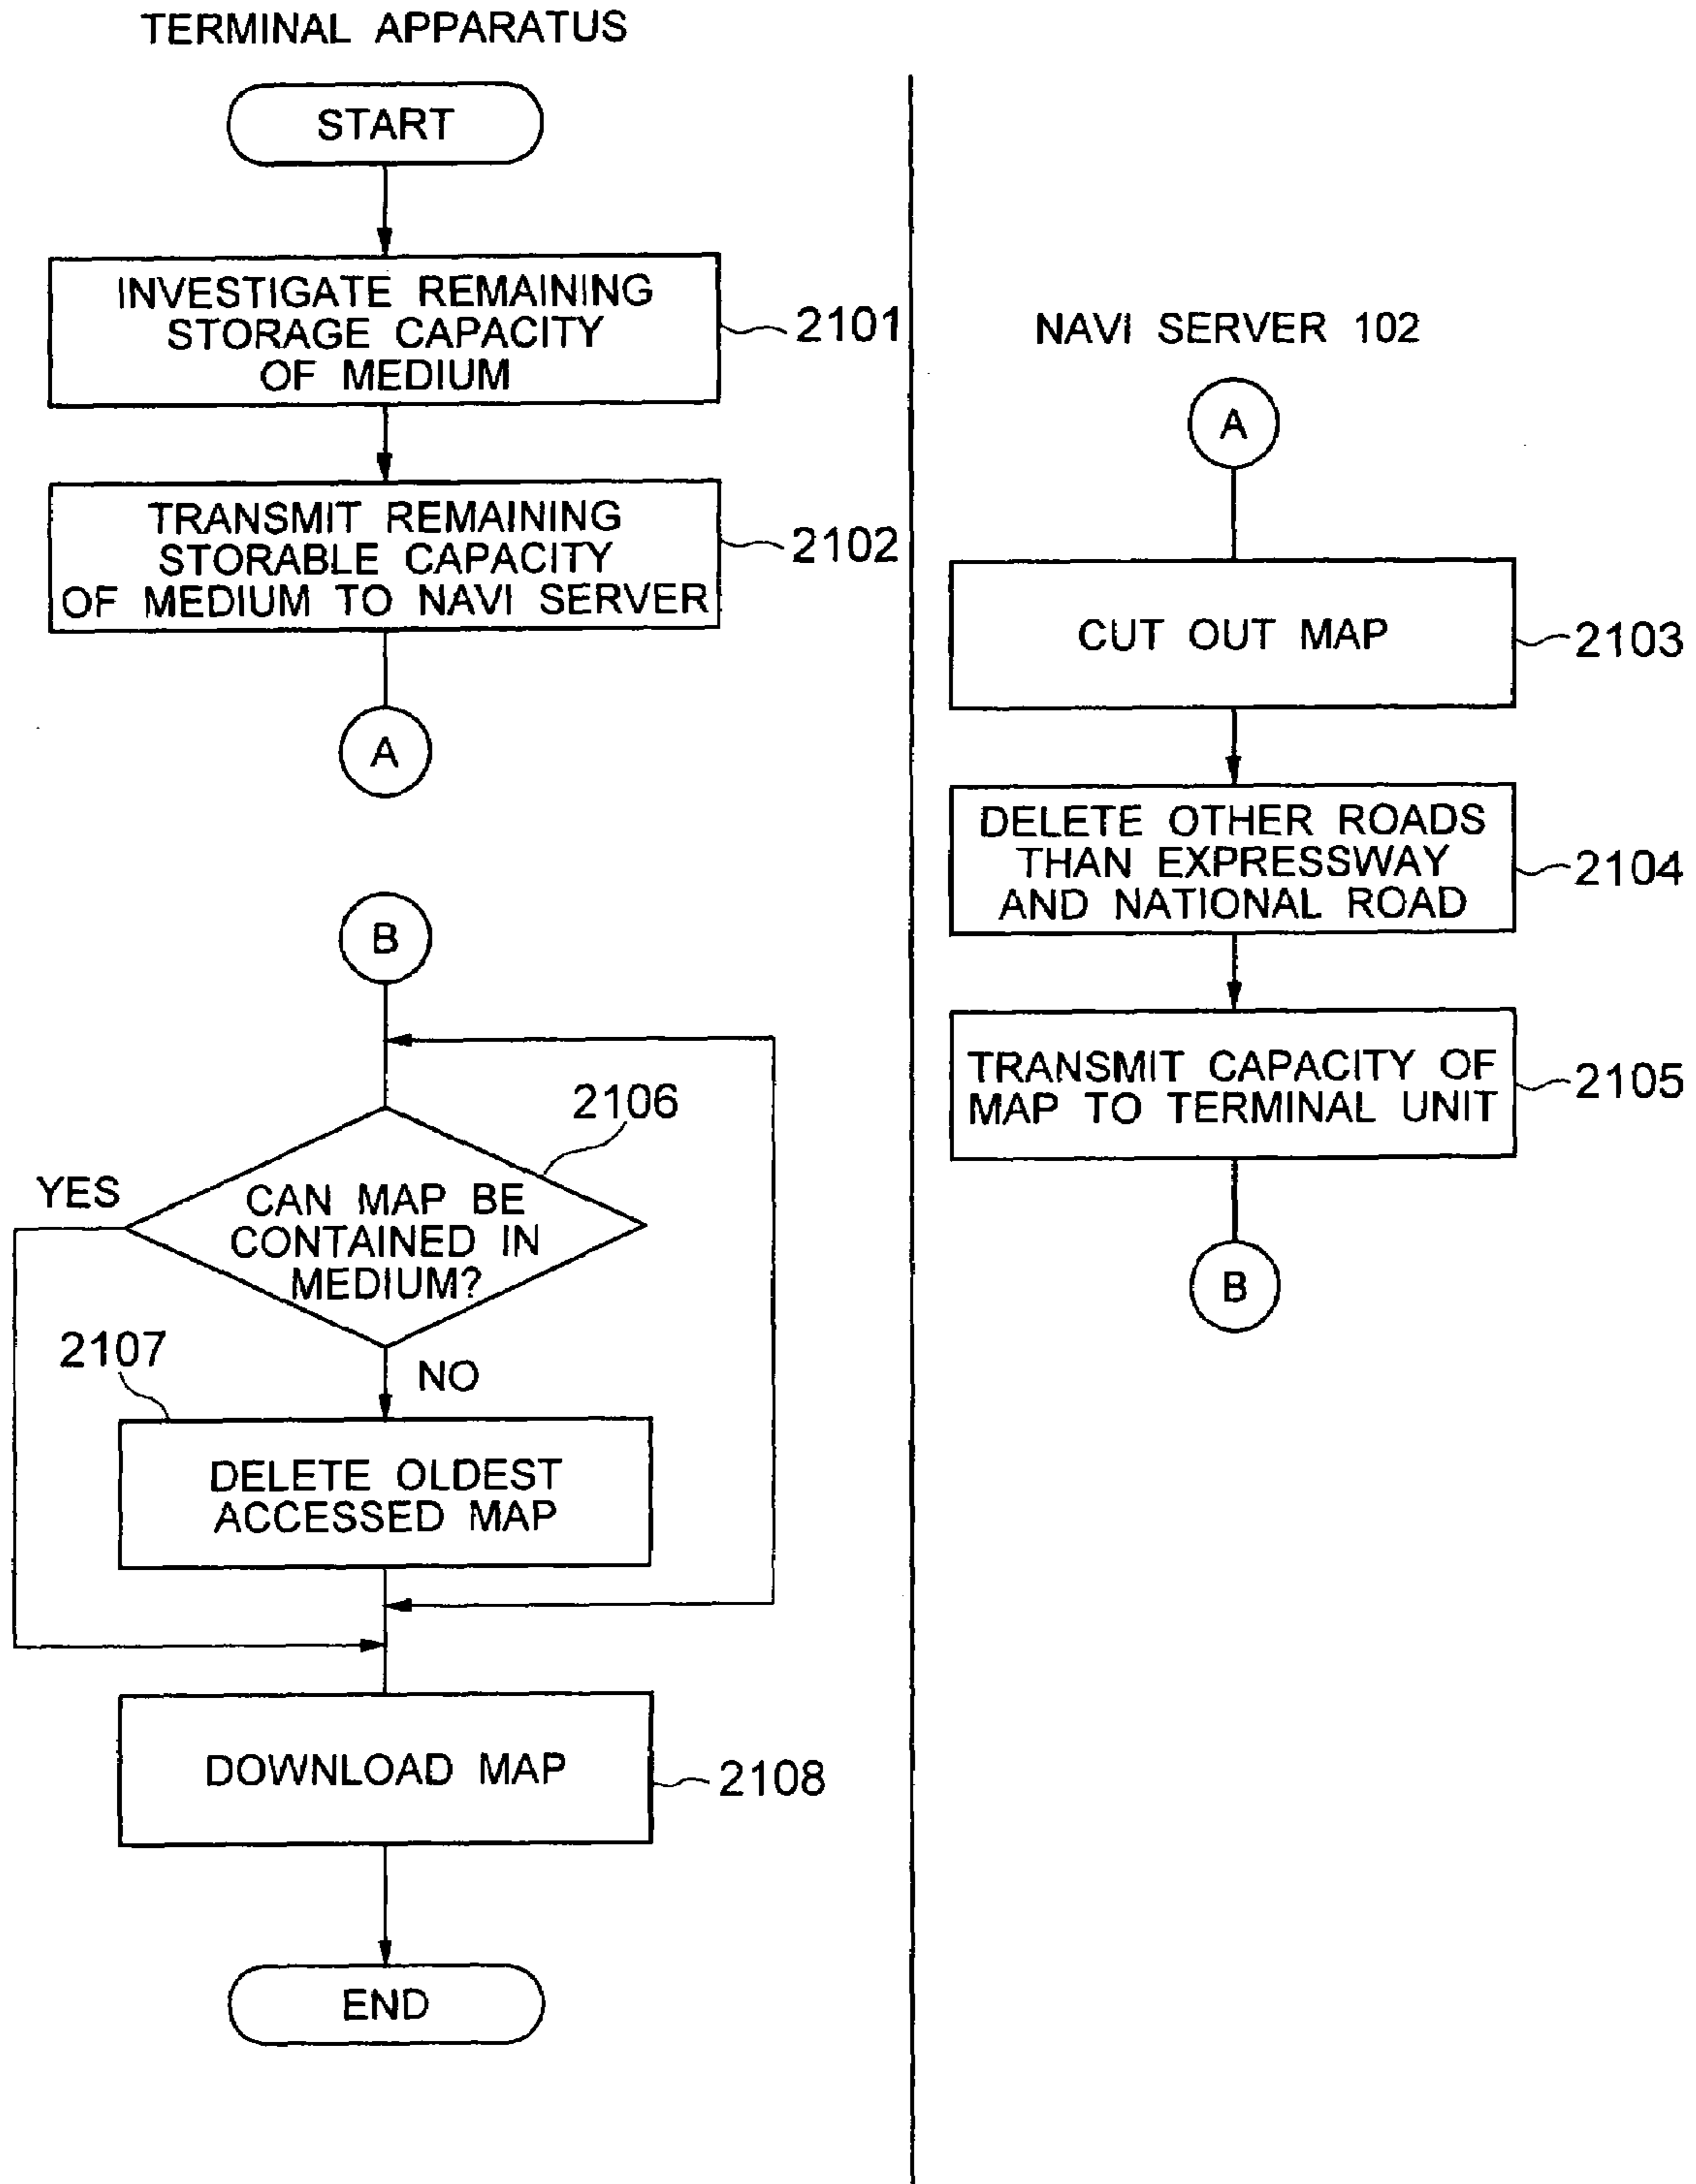 TERMINAL APPARATUS
START
INVESTIGATE REMAINING
STORAGE CAPACITY
OF MEDIUM
2101
TRANSMIT REMAINING
STORABLE CAPACITY
OF MEDIUM TO NAVI SERVER
2102
A
B
2106
YES
CAN MAP BE
CONTAINED IN
MEDIUM?
2107
NO
DELETE OLDEST
ACCESSED MAP
DOWNLOAD MAP
2108
END
NAVI SERVER 102
A
CUT OUT MAP
2103
DELETE OTHER ROADS
THAN EXPRESSWAY
AND NATIONAL ROAD
2104
TRANSMIT CAPACITY OF
MAP TO TERMINAL UNIT
2105
B